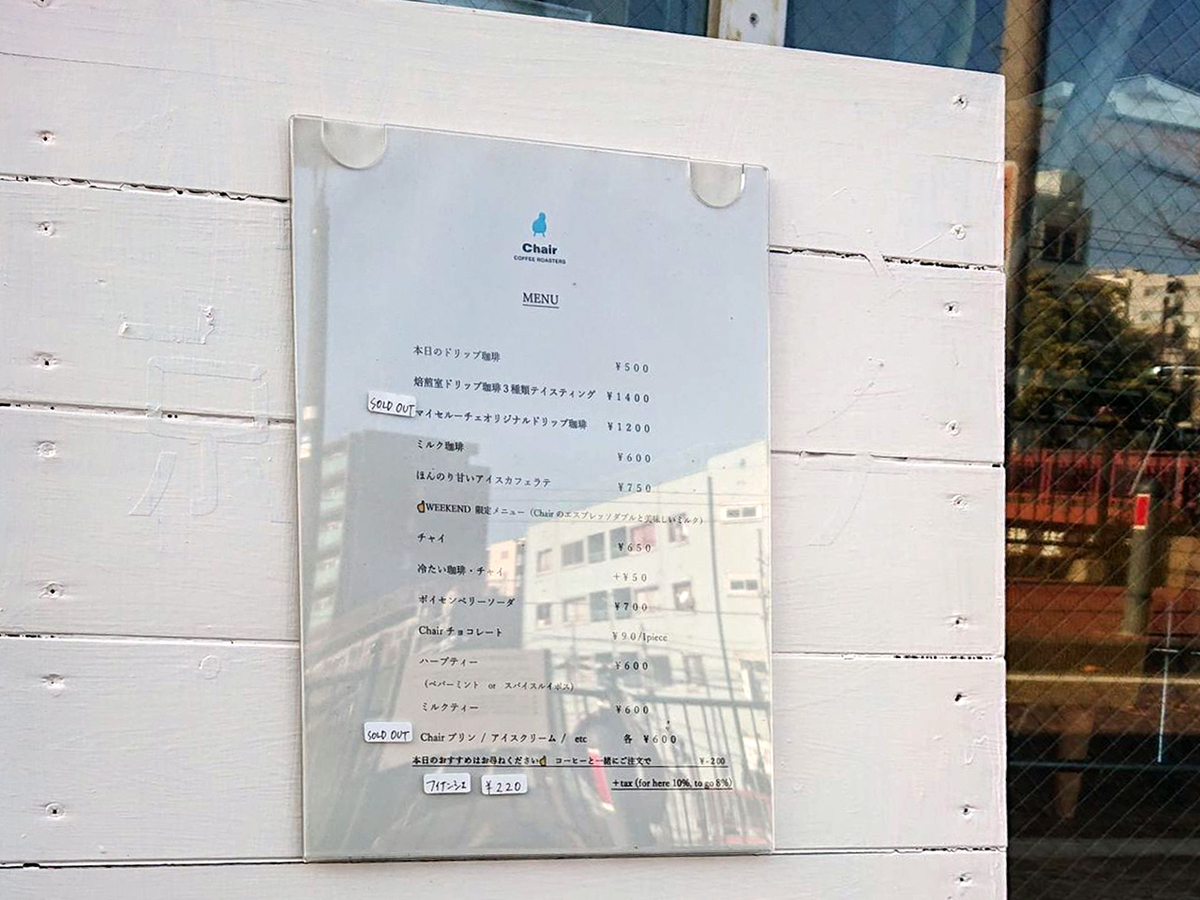 Chair
COFFEE ROASTERS
MENU
本日のドリップ珈琲 ¥500
焙煎室ドリップ珈琲3種類テイスティング ¥1400
SOLD OUT マイセルーチェオリジナルドリップ珈琲 ¥1200
ミルク珈琲 ¥600
ほんのり甘いアイスカフェラテ ¥750
☝WEEKEND 限定メニュー（Chairのエスプレッソダブルと美味しいミルク）
チャイ ¥650
冷たい珈琲・チャイ +¥50
ボイセンベリーソーダ ¥700
Chair チョコレート ¥90/1piece
ハーブティー ¥600
（ペパーミント or スパイスルイボス）
ミルクティー ¥600
SOLD OUT Chair プリン / アイスクリーム / etc 各 ¥600
本日のおすすめはお尋ねください☝ コーヒーと一緒にご注文で ¥-200
フィナンシェ ¥220 +tax (for here 10%, to go 8%)